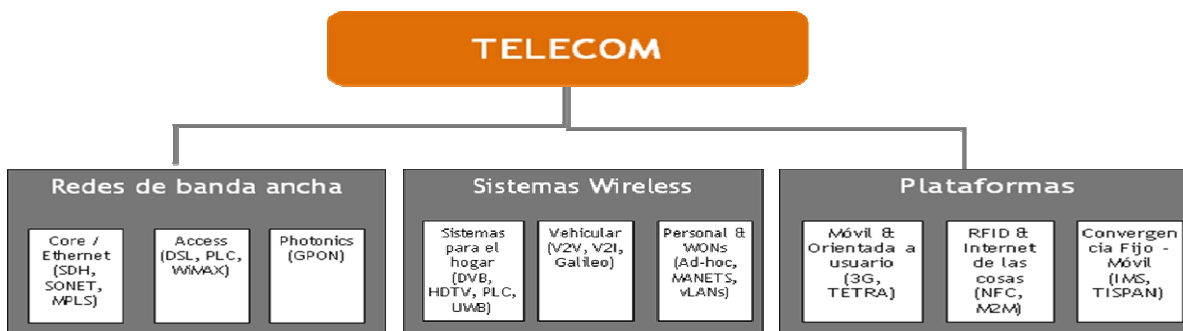 TELECOM
Redes de banda ancha
Core /
Ethernet
(SDH,
SONET,
MPLS)
Access
(DSL, PLC,
WiMAX)
Photonics
(GPON)
Sistemas Wireless
Sistemas
para el
hogar
(DVB,
HDTV, PLC,
UWB)
Vehicular
(V2V, V2I,
Galileo)
Personal &
WONs
(Ad-hoc,
MANETS,
vLANs)
Plataformas
Móvil &
Orientada a
usuario
(3G,
TETRA)
RFID &
Internet
de las
cosas
(NFC,
M2M)
Convergen
cia Fijo -
Móvil
(IMS,
TISPAN)